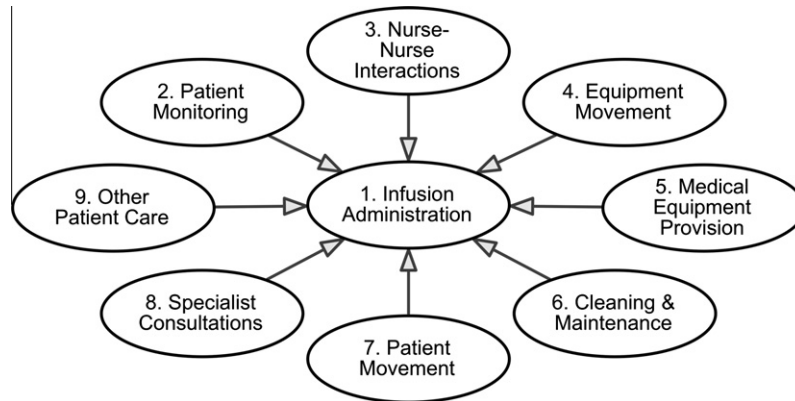 3. Nurse-
Nurse
Interactions
2. Patient
Monitoring
4. Equipment
Movement
9. Other
Patient Care
1. Infusion
Administration
5. Medical
Equipment
Provision
8. Specialist
Consultations
6. Cleaning &
Maintenance
7. Patient
Movement